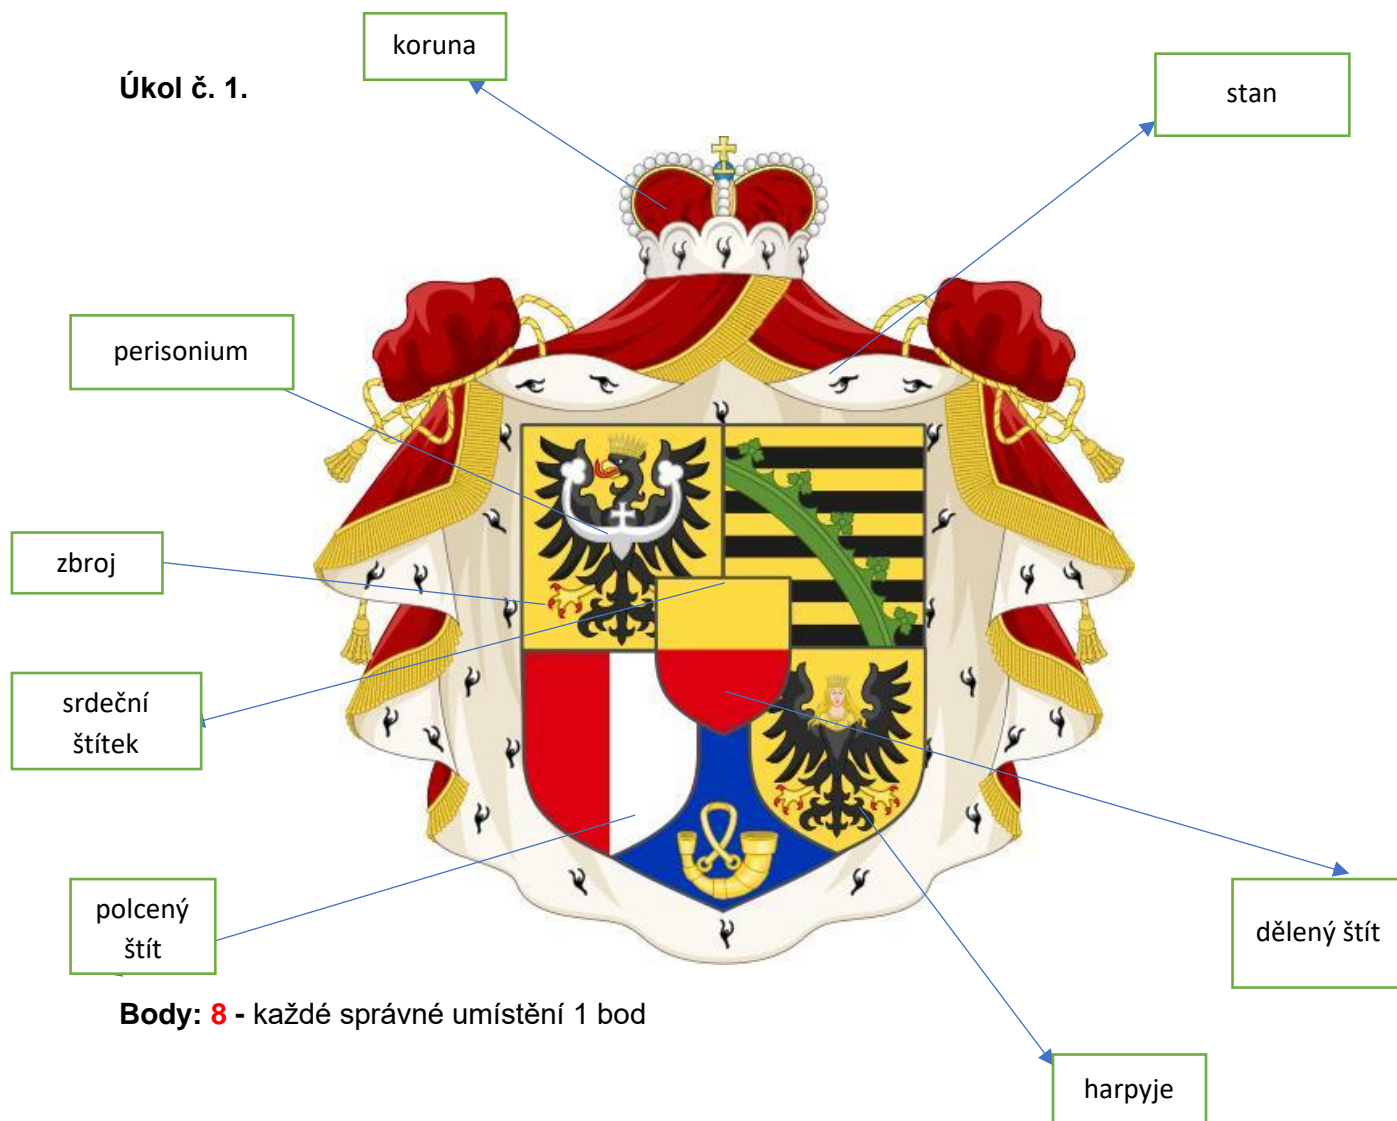 koruna
Úkol č. 1.
stan
perisonium
zbroj
srdeční
štítek
polcený
štít
dělený štít
Body: 8 - každé správné umístění 1 bod
harpyje